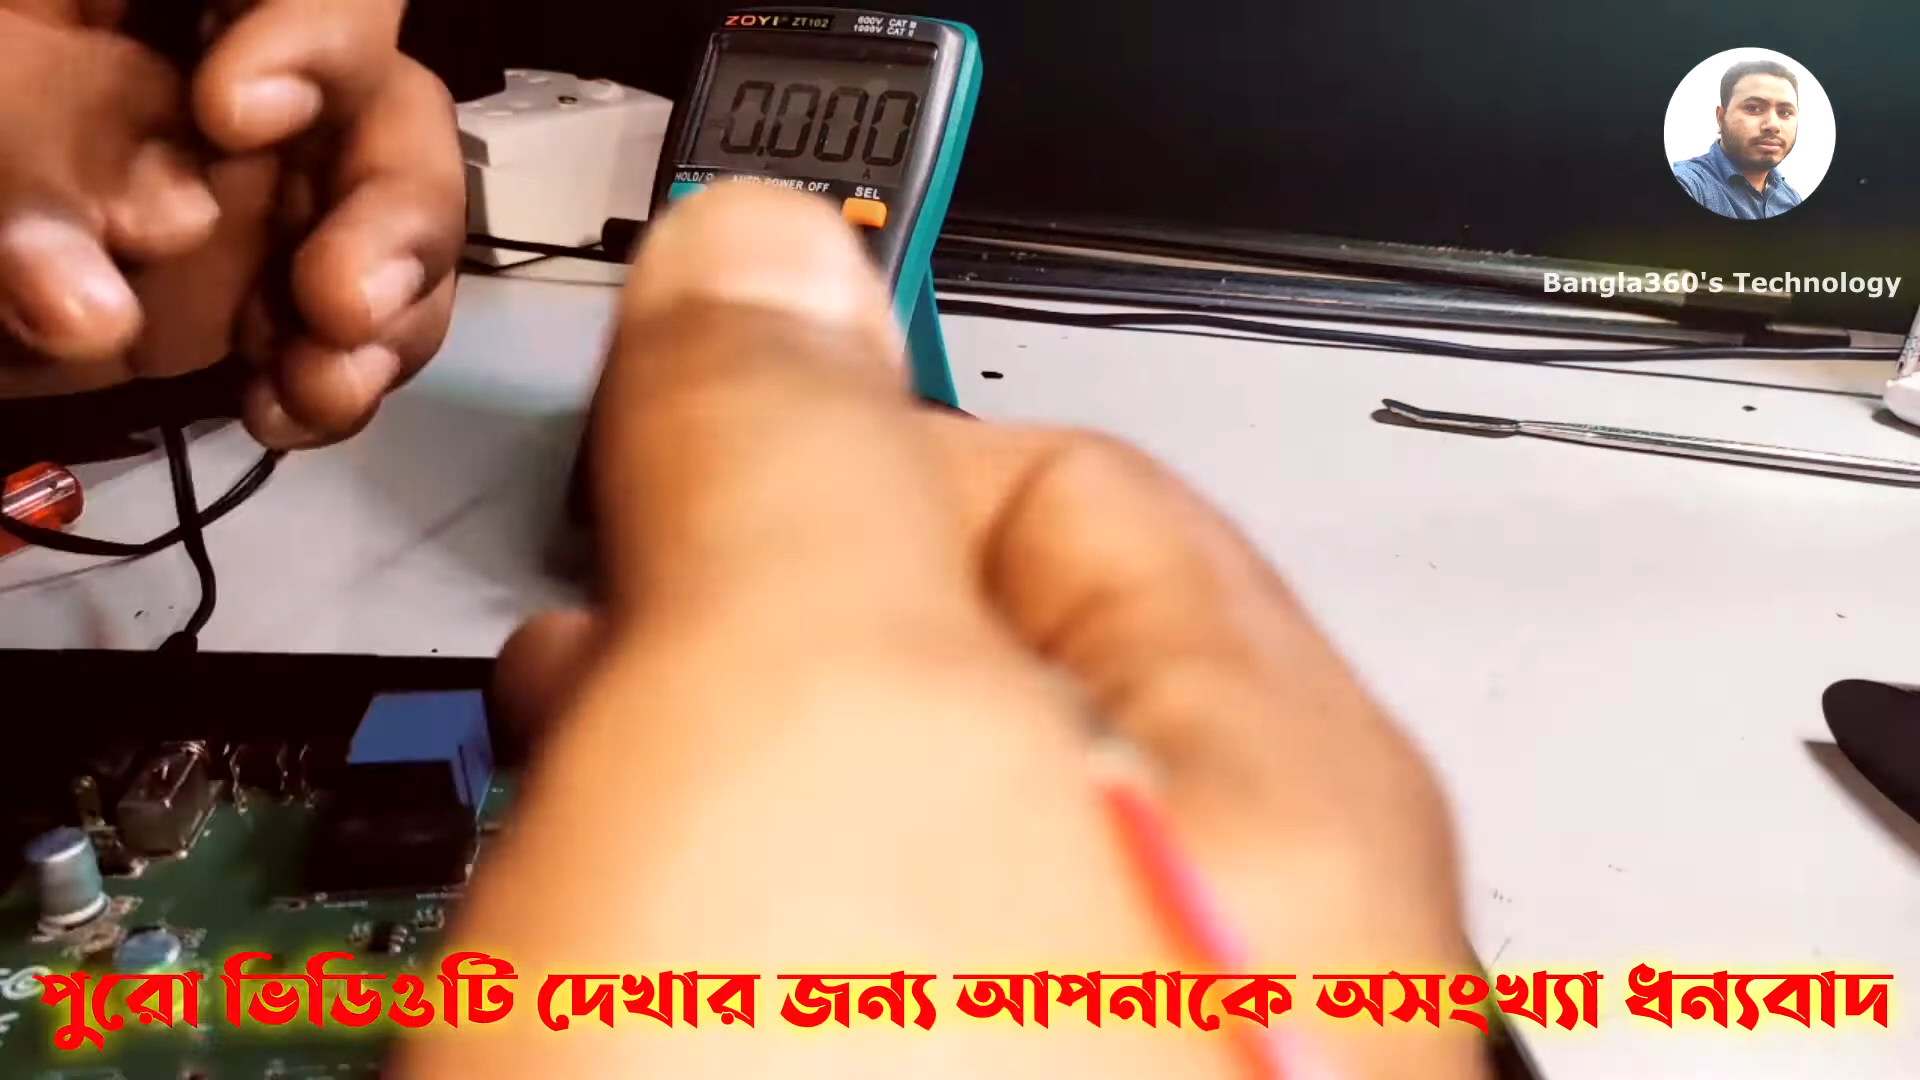 ZOYI ZT102
600V CAT III
1000V CAT II
0.000
A
HOLD/
AUTO POWER OFF
SEL
Bangla360's Technology
পুরো ভিডিওটি দেখার জন্য আপনাকে অসংখ্যা ধন্যবাদ